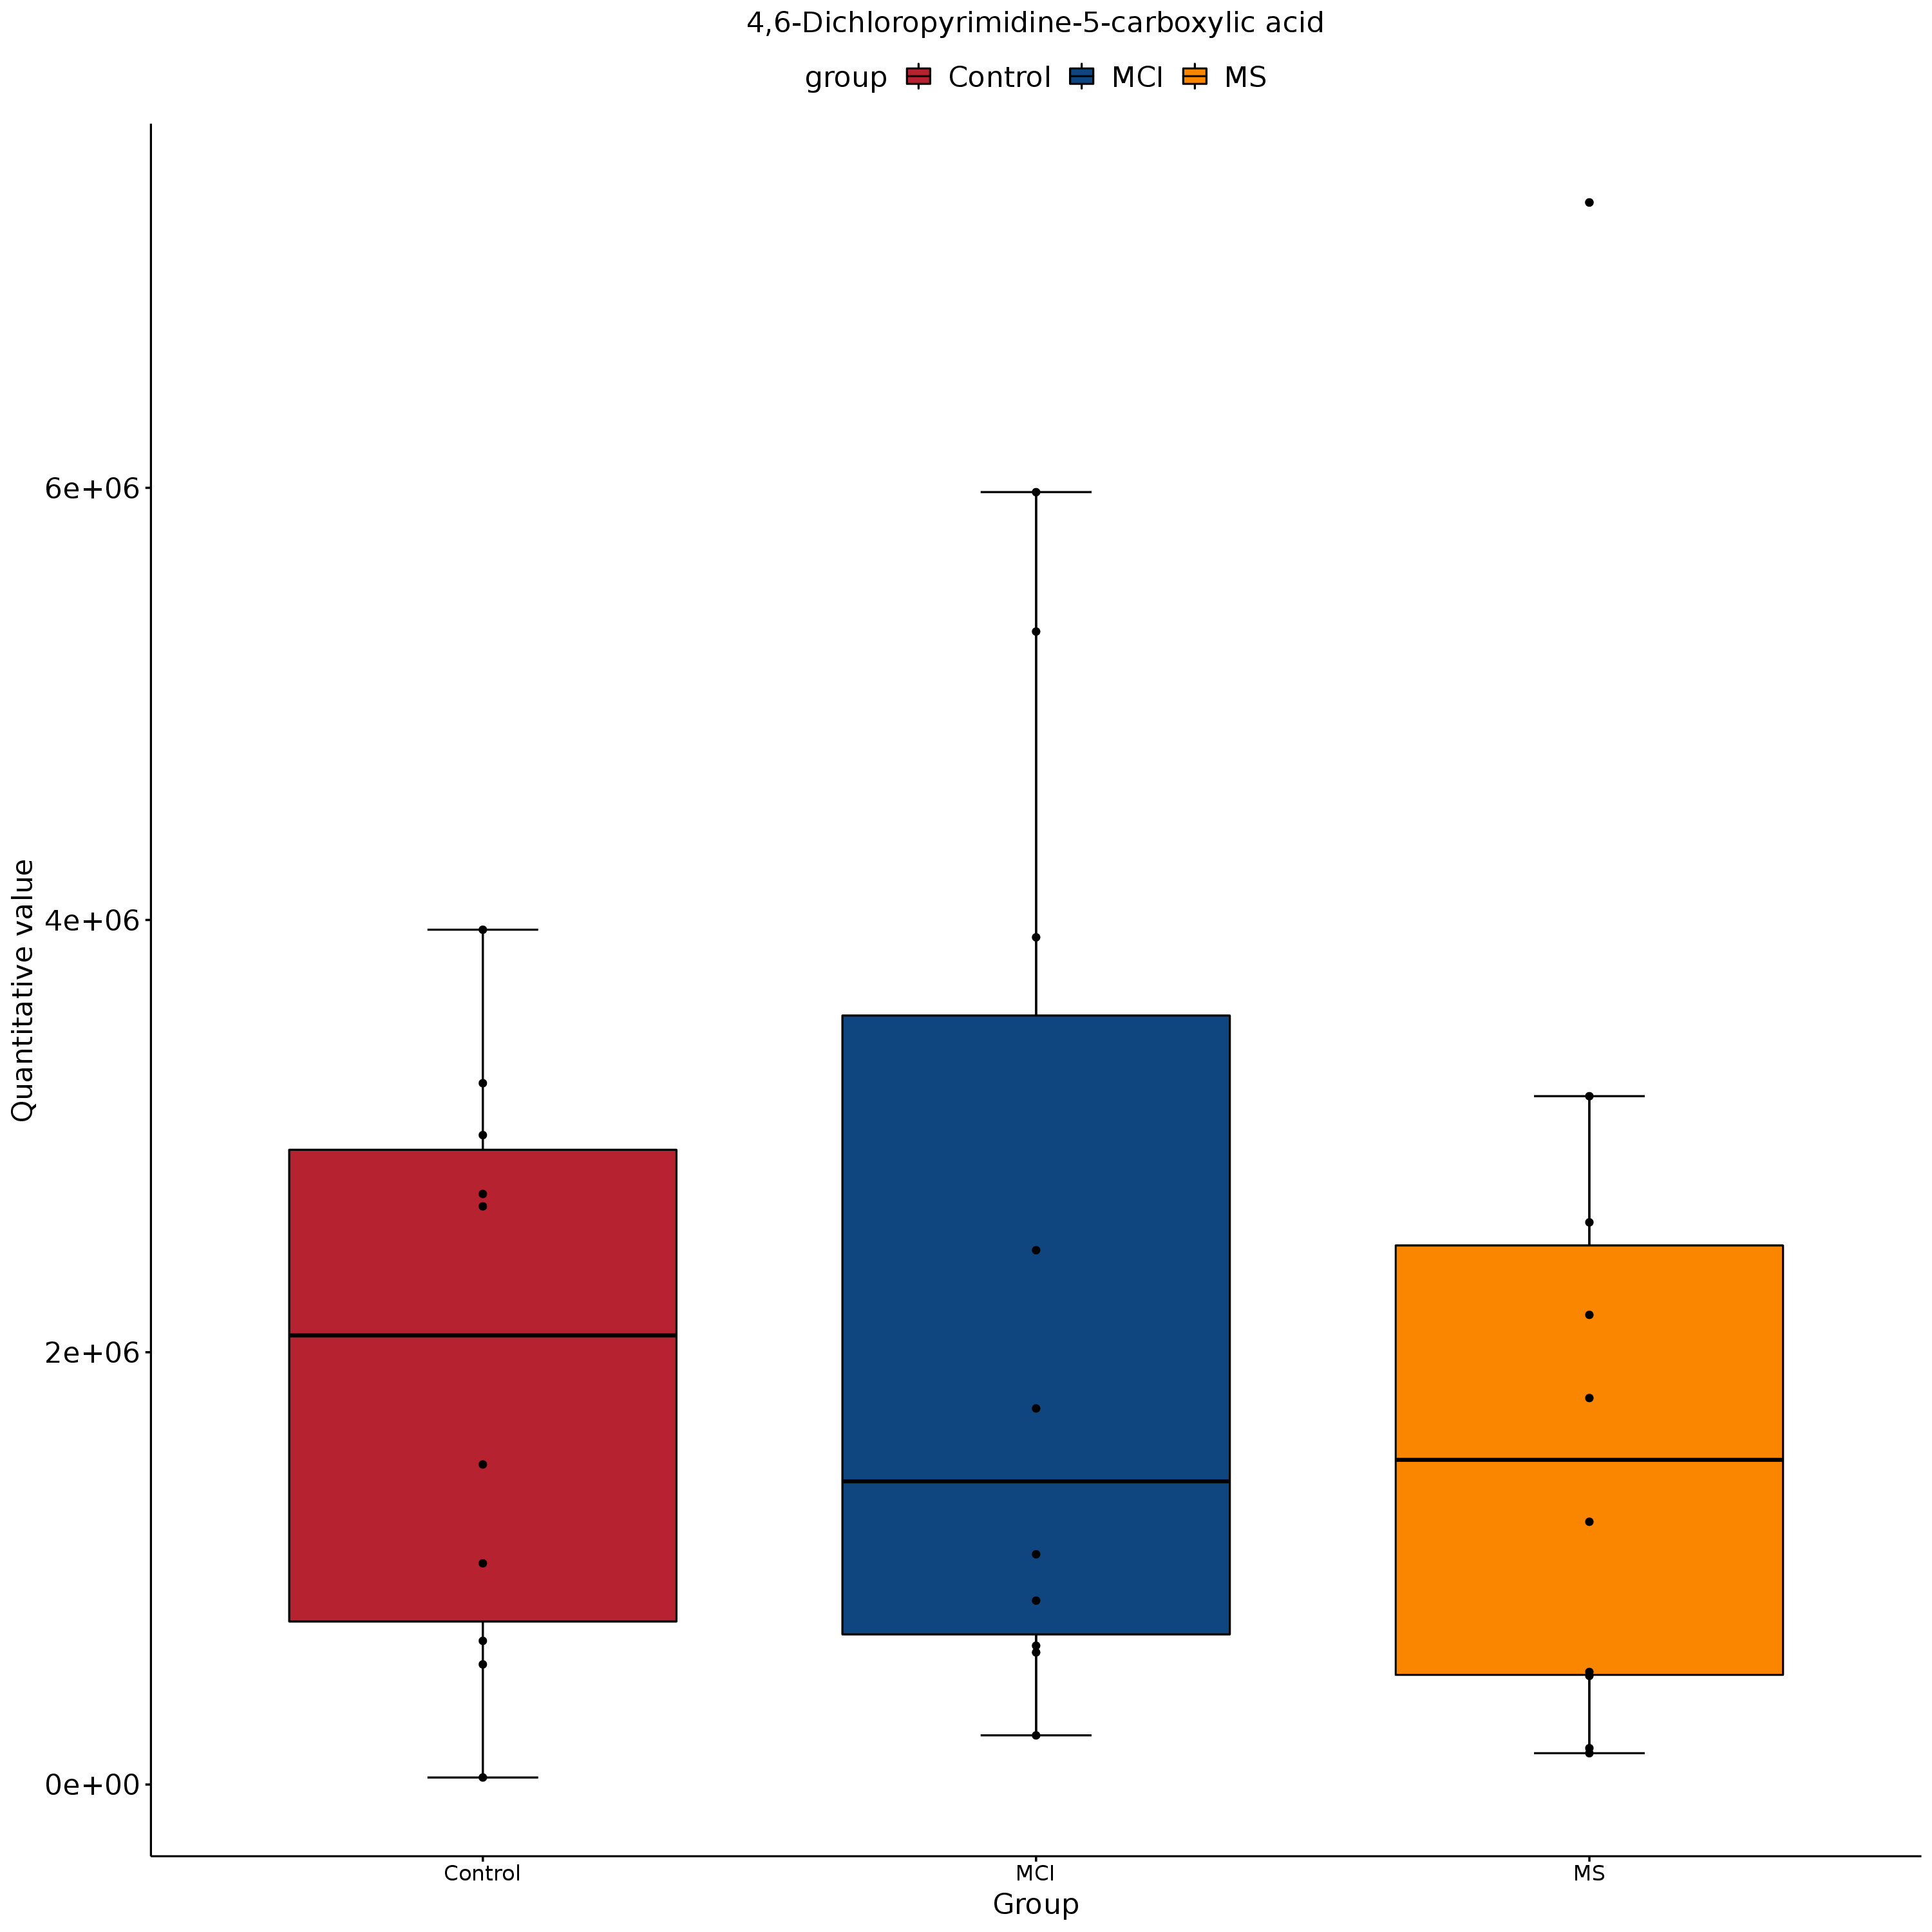 4,6-Dichloropyrimidine-5-carboxylic acid
group Control MCI MS
Quantitative value
6e+06
4e+06
2e+06
0e+00
Control MCI MS
Group